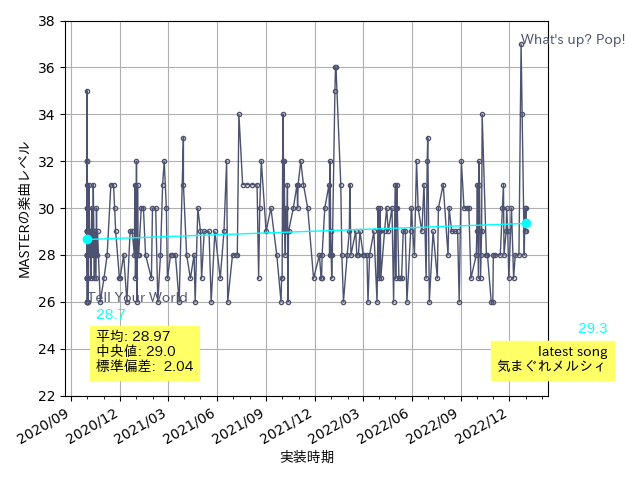 38
36
34
32
30
28
26
24
22
MASTERの楽曲レベル
What's up? Pop!
Tell Your World
28.7
平均: 28.97
中央値: 29.0
標準偏差: 2.04
29.3
latest song
気まぐれメルシィ
2020/09
2020/12
2021/03
2021/06
2021/09
2021/12
2022/03
2022/06
2022/09
2022/12
実装時期